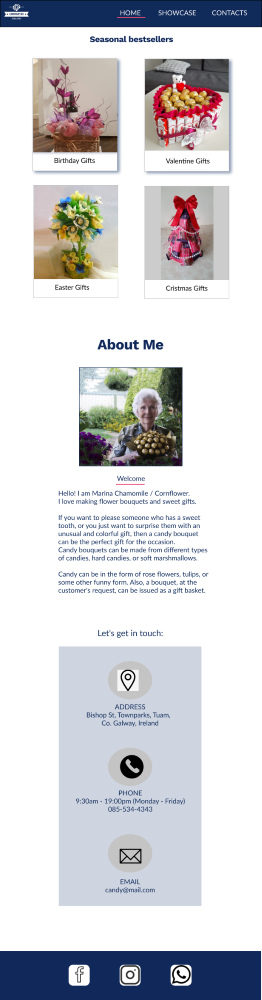 HOME SHOWCASE CONTACTS
Seasonal bestsellers
Birthday Gifts
Valentine Gifts
Easter Gifts
Cristmas Gifts
About Me
Welcome
Hello! I am Marina Chamomile / Cornflower.
I love making flower bouquets and sweet gifts.
If you want to please someone who has a sweet
tooth, or you just want to surprise them with an
unusual and colorful gift, then a candy bouquet
can be the perfect gift for the occasion.
Candy bouquets can be made from different types
of candies, hard candies, or soft marshmallows.
Candy can be in the form of rose flowers, tulips, or
some other funny form. Also, a bouquet, at the
customer's request, can be issued as a gift basket.
Let's get in touch:
ADDRESS
Bishop St, Townparks, Tuam,
Co. Galway, Ireland
PHONE
9:30am - 19:00pm (Monday - Friday)
085-534-4343
EMAIL
candy@mail.com